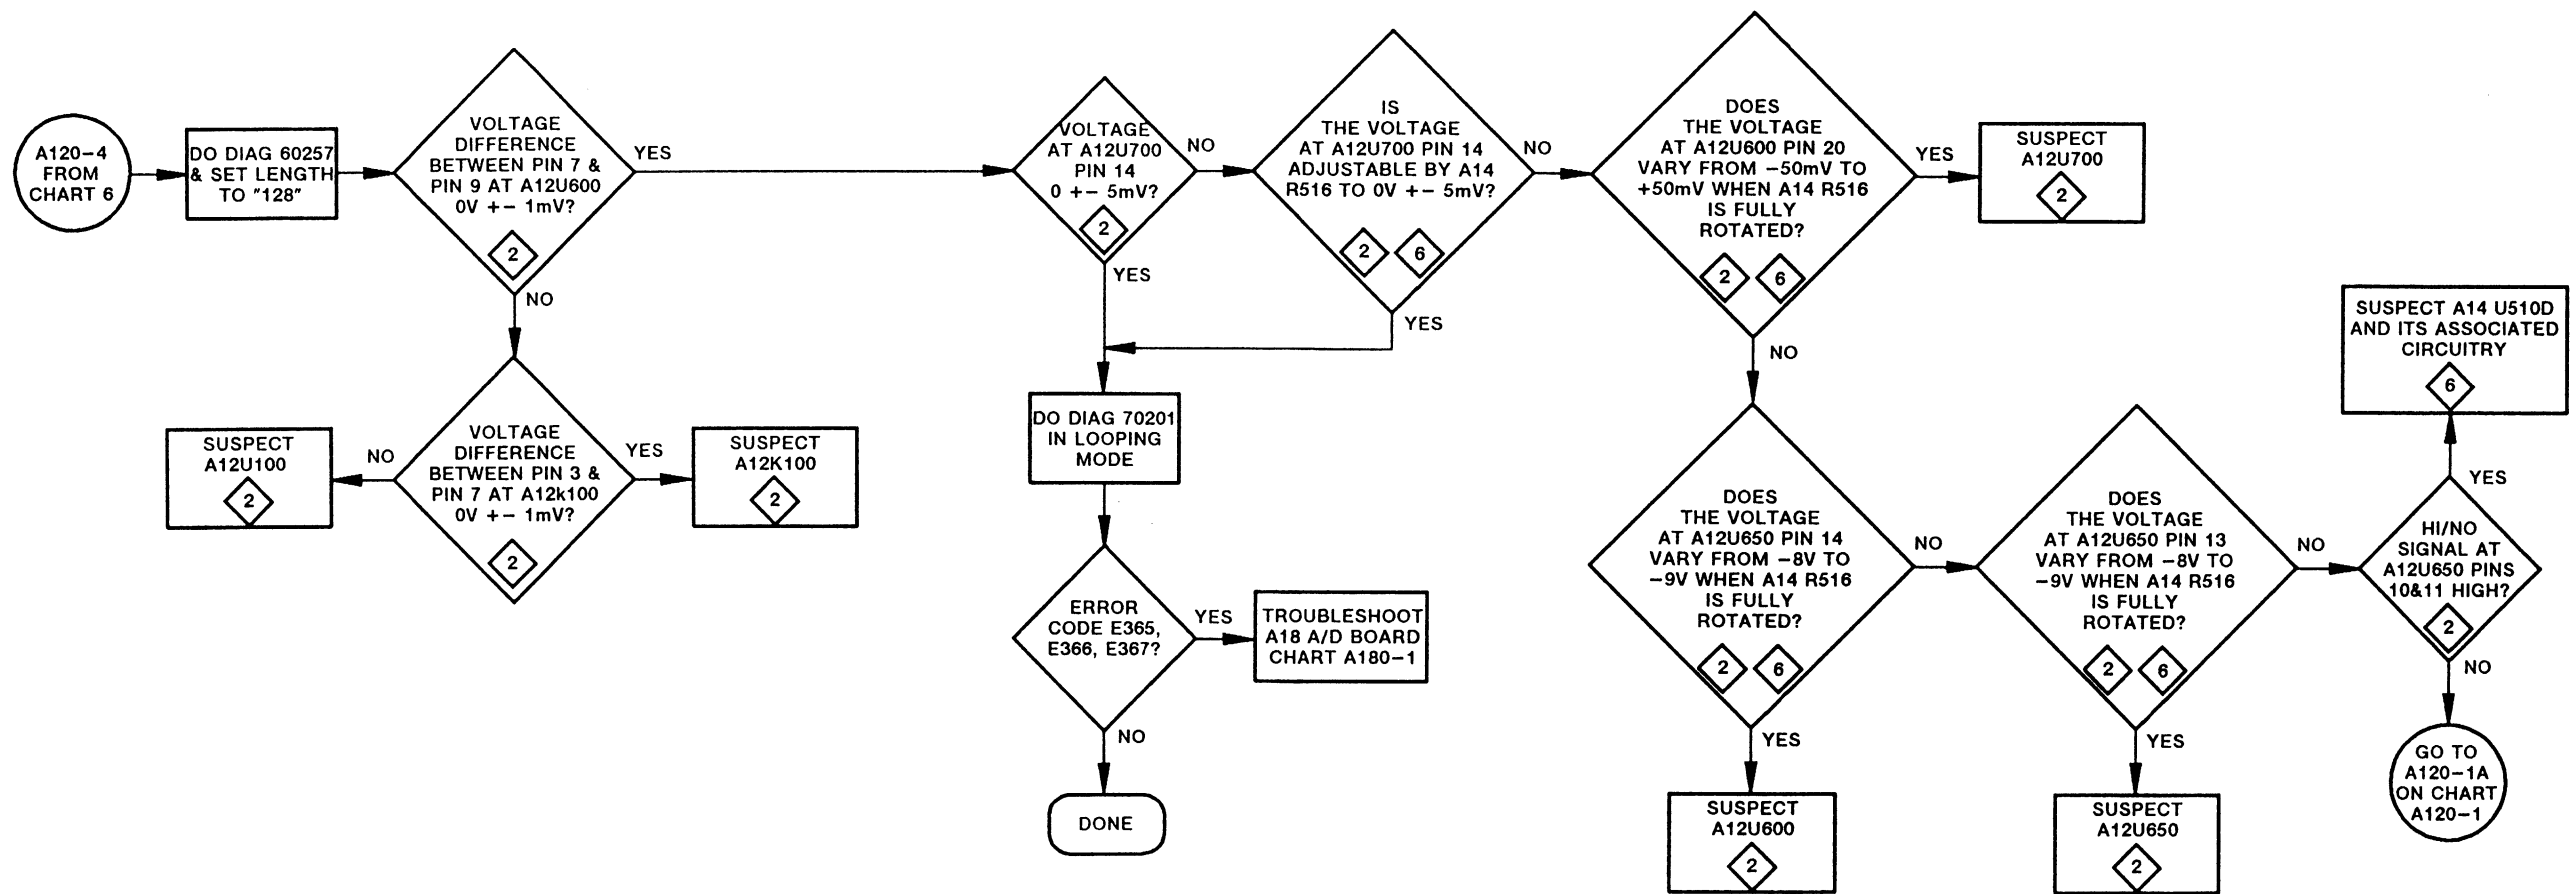 A120-4
FROM
CHART 6
DO DIAG 60257
& SET LENGTH
TO "128"
VOLTAGE
DIFFERENCE
BETWEEN PIN 7 &
PIN 9 AT A12U600
0V +- 1mV?
2
YES
NO
VOLTAGE
DIFFERENCE
BETWEEN PIN 3 &
PIN 7 AT A12k100
0V +- 1mV?
2
NO
SUSPECT
A12U100
2
YES
SUSPECT
A12K100
2
VOLTAGE
AT A12U700
PIN 14
0 +- 5mV?
2
NO
YES
IS
THE VOLTAGE
AT A12U700 PIN 14
ADJUSTABLE BY A14
R516 TO 0V +- 5mV?
2 6
NO
YES
DO DIAG 70201
IN LOOPING
MODE
ERROR
CODE E365,
E366, E367?
YES
TROUBLESHOOT
A18 A/D BOARD
CHART A180-1
NO
DONE
DOES
THE VOLTAGE
AT A12U600 PIN 20
VARY FROM -50mV TO
+50mV WHEN A14 R516
IS FULLY
ROTATED?
2 6
YES
SUSPECT
A12U700
2
NO
DOES
THE VOLTAGE
AT A12U650 PIN 14
VARY FROM -8V TO
-9V WHEN A14 R516
IS FULLY
ROTATED?
2 6
NO
YES
SUSPECT
A12U600
2
DOES
THE VOLTAGE
AT A12U650 PIN 13
VARY FROM -8V TO
-9V WHEN A14 R516
IS FULLY
ROTATED?
2 6
NO
YES
SUSPECT
A12U650
2
HI/NO
SIGNAL AT
A12U650 PINS
10&11 HIGH?
2
YES
SUSPECT A14 U510D
AND ITS ASSOCIATED
CIRCUITRY
6
NO
GO TO
A120-1A
ON CHART
A120-1